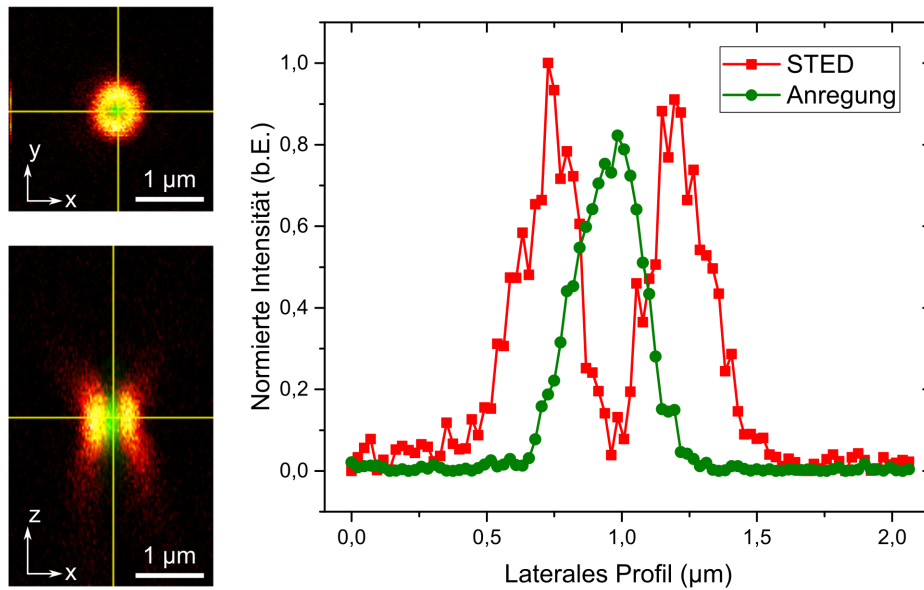 y
x
1 µm
z
x
1 µm
Normierte Intensität (b.E.)
1,0
0,8
0,6
0,4
0,2
0,0
STED
Anregung
0,0 0,5 1,0 1,5 2,0
Laterales Profil (µm)